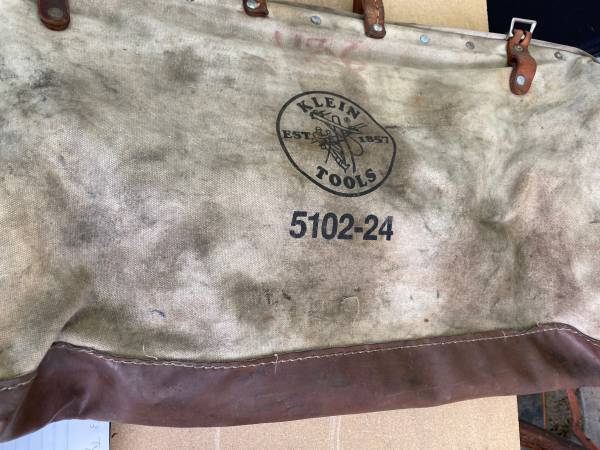 KLEIN
EST. 1857
TOOLS
5102-24